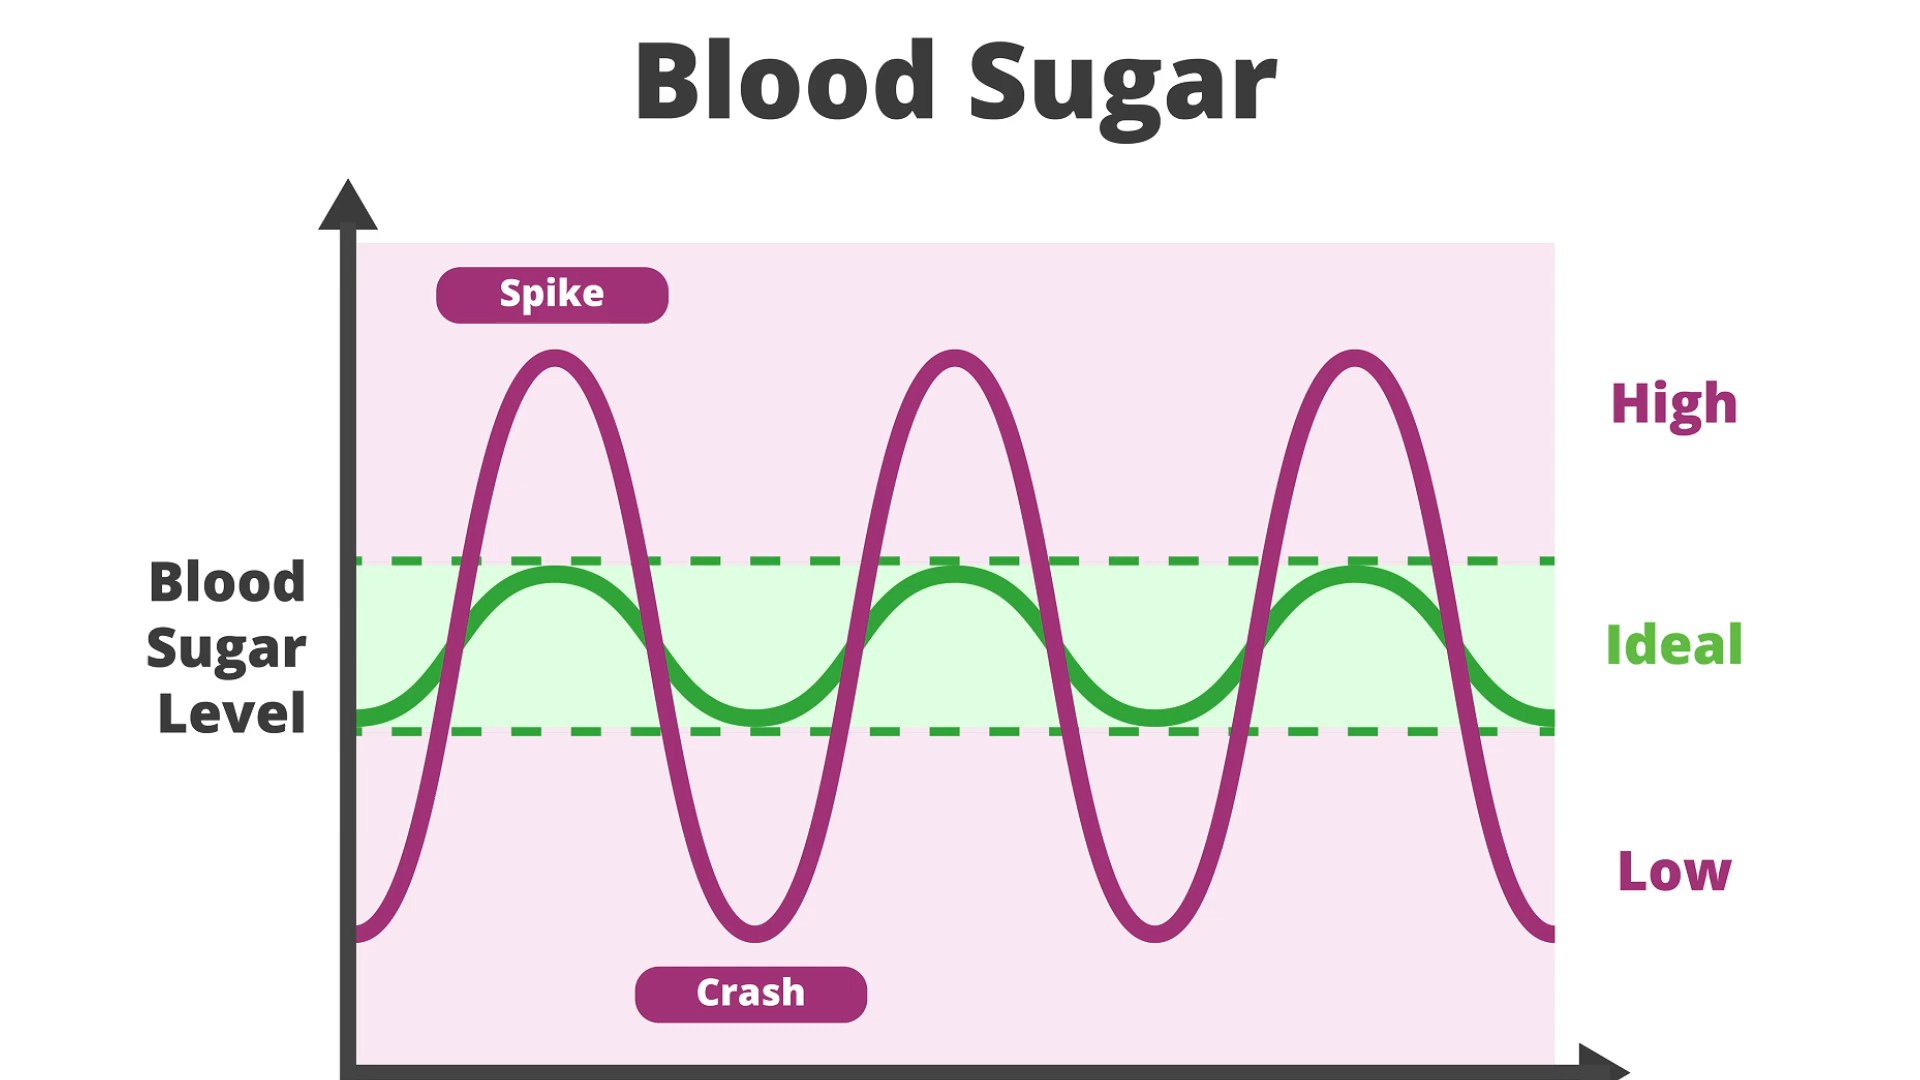 Blood Sugar
Spike
High
Blood
Sugar
Level
Ideal
Low
Crash